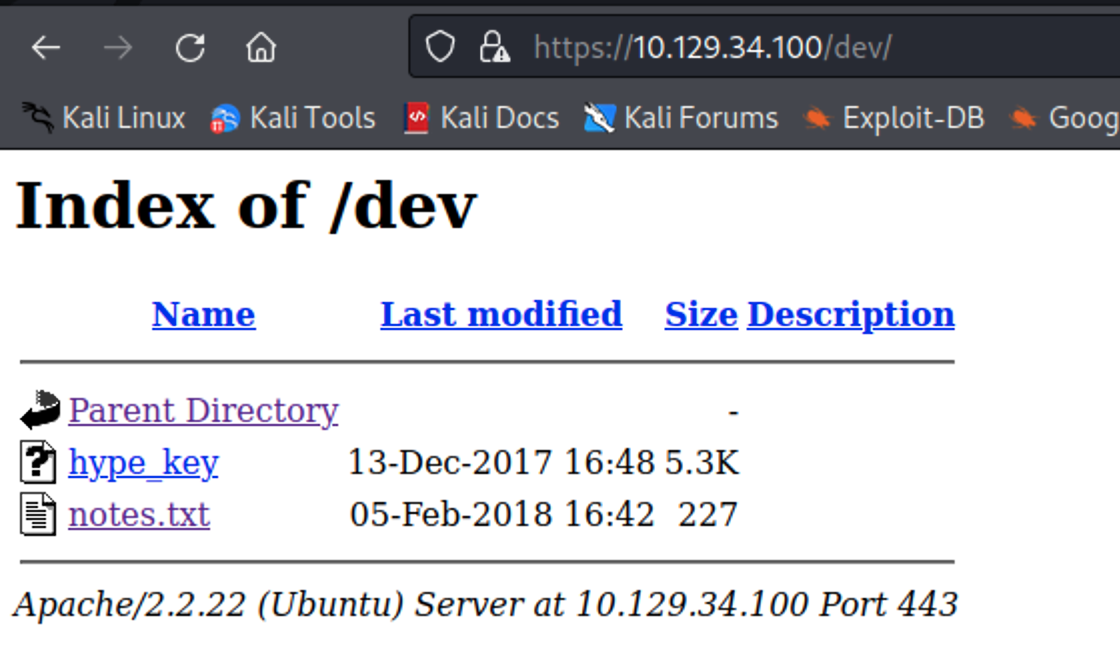 https://10.129.34.100/dev/
Kali Linux Kali Tools Kali Docs Kali Forums Exploit-DB Goog
Index of /dev
Name Last modified Size Description
Parent Directory -
hype_key 13-Dec-2017 16:48 5.3K
notes.txt 05-Feb-2018 16:42 227
Apache/2.2.22 (Ubuntu) Server at 10.129.34.100 Port 443